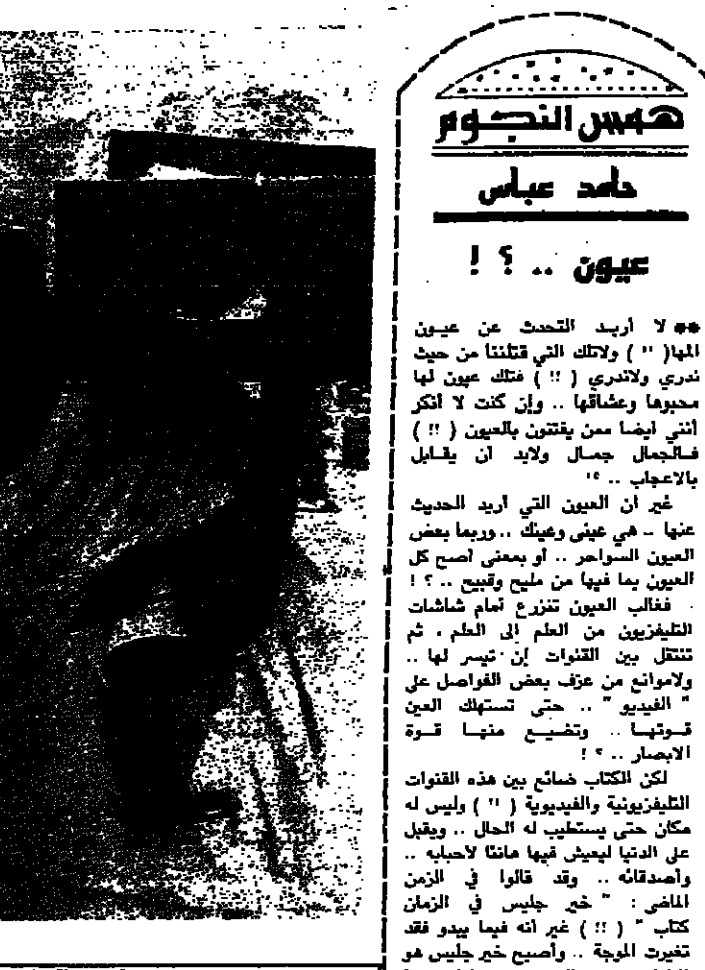 همس النجوم
حامد عباس
عيون .. ؟ !
** لا أريد التحدث عن عيون
المها ( !! ) ولاتلك التي قتلننا من حيث
ندري ولاندري ( !! ) فتلك عيون لها
محبوها وعشاقها .. وإن كنت لا أنكر
أنني ايضا ممن يفتتون بالعيون ( !! )
فالجمال جمال ولابد ان يقابل
بالاعجاب .. ؟!
غير ان العيون التي أريد الحديث
عنها .. هي عيني وعينك .. وربما بعض
العيون السواحر .. أو بمعنى أصح كل
العيون بما فيها من مليح وقبيح .. ؟ !
فغالب العيون تنزرع أمام شاشات
التليفزيون من العلم إلى العلم ، ثم
تنتقل بين القنوات إن تيسر لها ..
ولاموانع من عزف بعض الفواصل على
" الفيديو " .. حتى تستهلك العين
قوتها .. وتضيع منها قوة
الابصار .. ؟ !
لكن الكتاب ضائع بين هذه القنوات
التليفزيونية والفيديوية ( !! ) وليس له
مكان حتى يستطيب له الحال .. ويقبل
على الدنيا ليعيش فيها هانئا لاحبابه ..
وأصدقائه .. وقد قالوا في الزمن
الماضي : " خير جليس في الزمان
كتاب " ( !! ) غير أنه فيما يبدو فقد
تغيرت الموجة .. وأصبح خير جليس هو